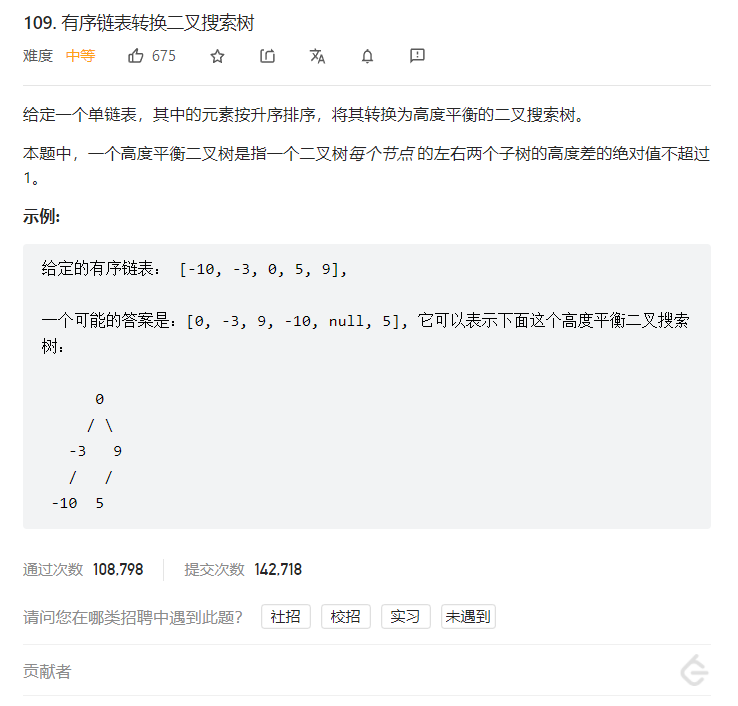 109. 有序链表转换二叉搜索树
难度 中等 675
给定一个单链表，其中的元素按升序排序，将其转换为高度平衡的二叉搜索树。
本题中，一个高度平衡二叉树是指一个二叉树每个节点 的左右两个子树的高度差的绝对值不超过
1。
示例:
给定的有序链表： [-10, -3, 0, 5, 9],
一个可能的答案是：[0, -3, 9, -10, null, 5], 它可以表示下面这个高度平衡二叉搜索
树：
0
/ \
-3 9
/ /
-10 5
通过次数 108,798 提交次数 142,718
请问您在哪类招聘中遇到此题？ 社招 校招 实习 未遇到
贡献者